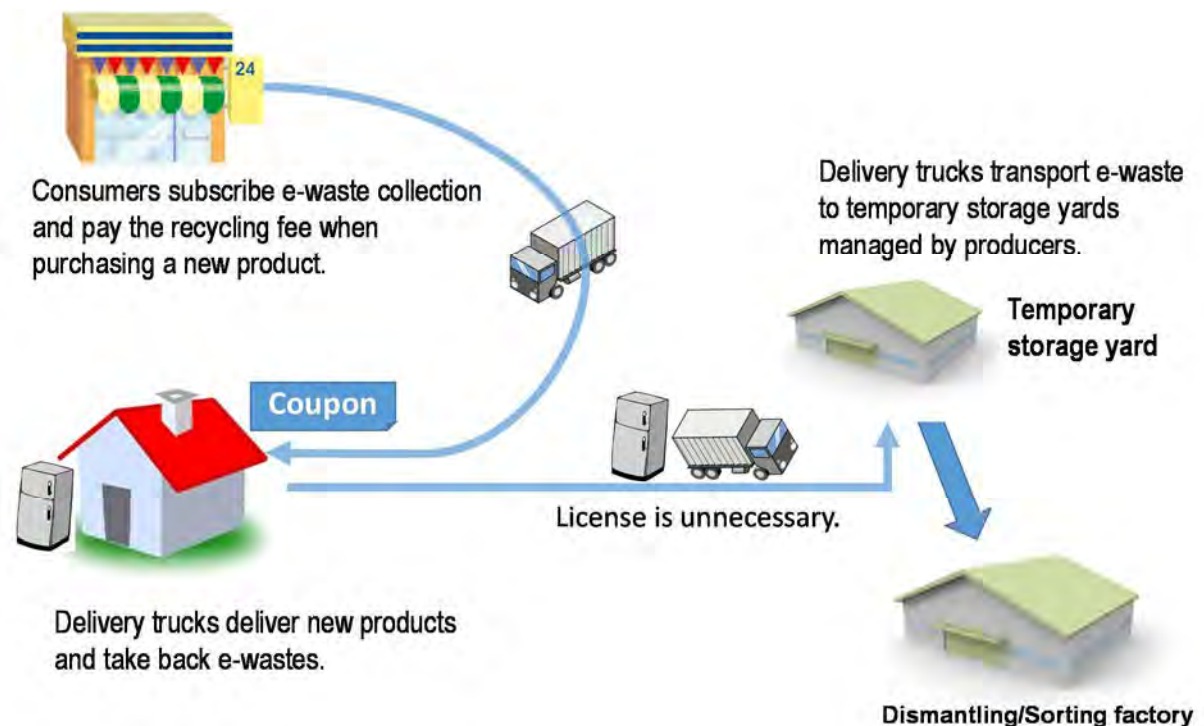 24
Consumers subscribe e-waste collection
and pay the recycling fee when
purchasing a new product.
Delivery trucks transport e-waste
to temporary storage yards
managed by producers.
Temporary
storage yard
Coupon
License is unnecessary.
Delivery trucks deliver new products
and take back e-wastes.
Dismantling/Sorting factory